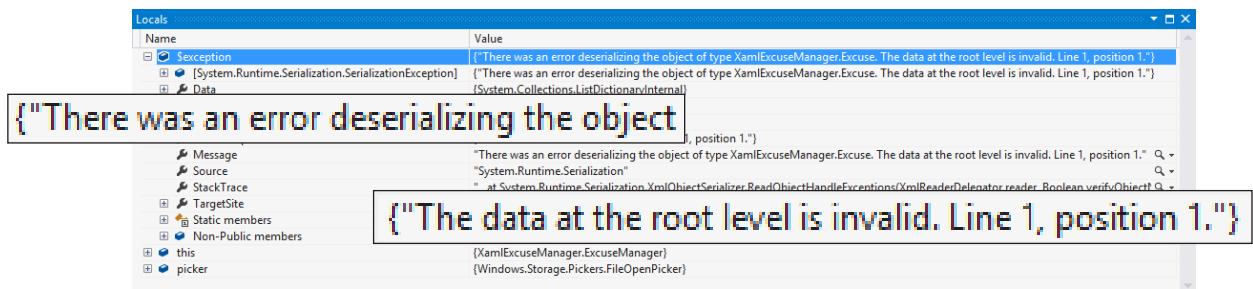 Locals
Name Value
$exception {"There was an error deserializing the object of type XamlExcuseManager.Excuse. The data at the root level is invalid. Line 1, position 1."}
[System.Runtime.Serialization.SerializationException] {"There was an error deserializing the object of type XamlExcuseManager.Excuse. The data at the root level is invalid. Line 1, position 1."}
Data {System.Collections.ListDictionaryInternal}
{"There was an error deserializing the object
1, position 1."}
Message "There was an error deserializing the object of type XamlExcuseManager.Excuse. The data at the root level is invalid. Line 1, position 1."
Source "System.Runtime.Serialization"
StackTrace " at System.Runtime.Serialization.XmlObjectSerializer.ReadObjectHandleExceptions(XmlReaderDelegator reader, Boolean verifyObject
TargetSite
{"The data at the root level is invalid. Line 1, position 1."}
Static members
Non-Public members
this {XamlExcuseManager.ExcuseManager}
picker {Windows.Storage.Pickers.FileOpenPicker}